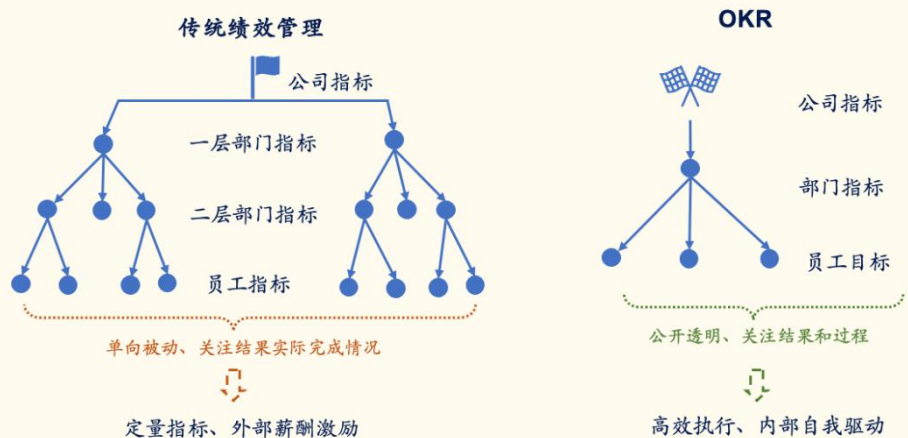 传统绩效管理
公司指标
一层部门指标
二层部门指标
员工指标
单向被动、关注结果实际完成情况
定量指标、外部薪酬激励
OKR
公司指标
部门指标
员工目标
公开透明、关注结果和过程
高效执行、内部自我驱动